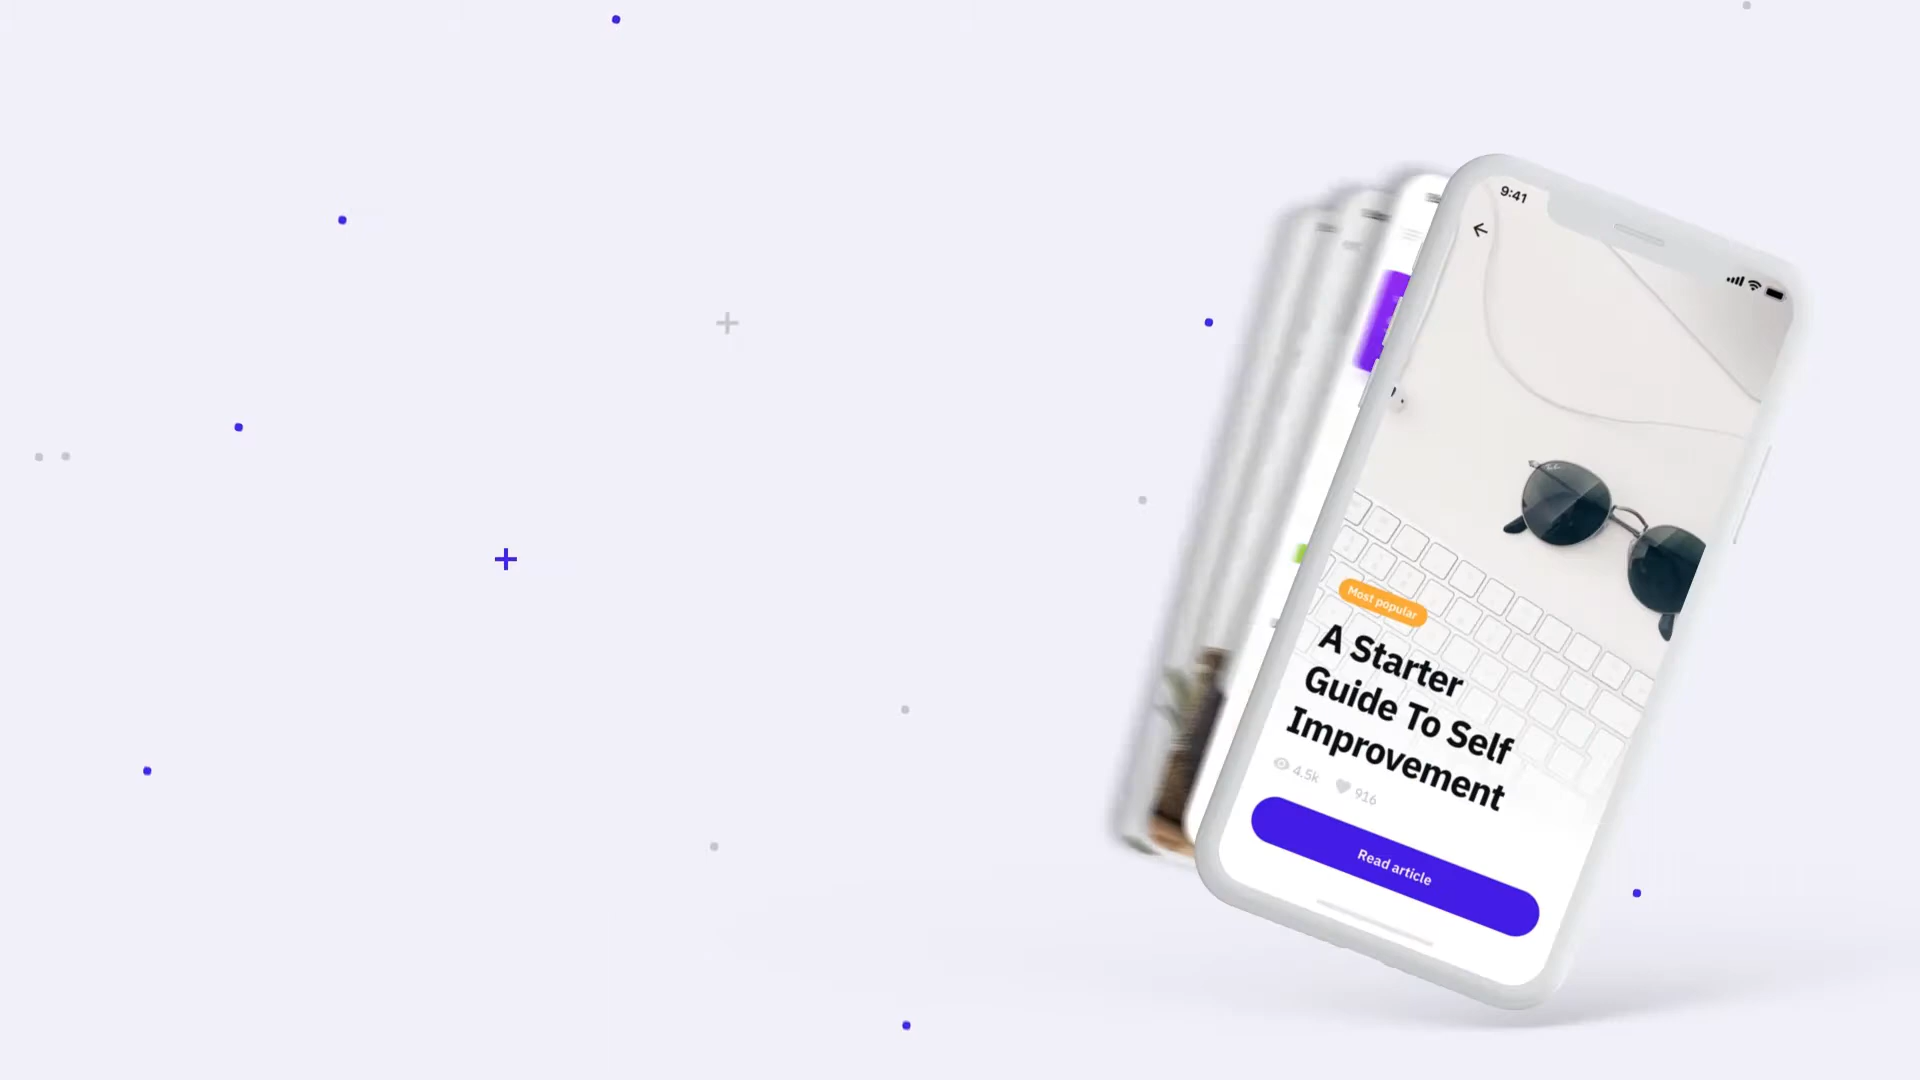 9:41
Most popular
A Starter
Guide To Self
Improvement
4.5k 916
Read article